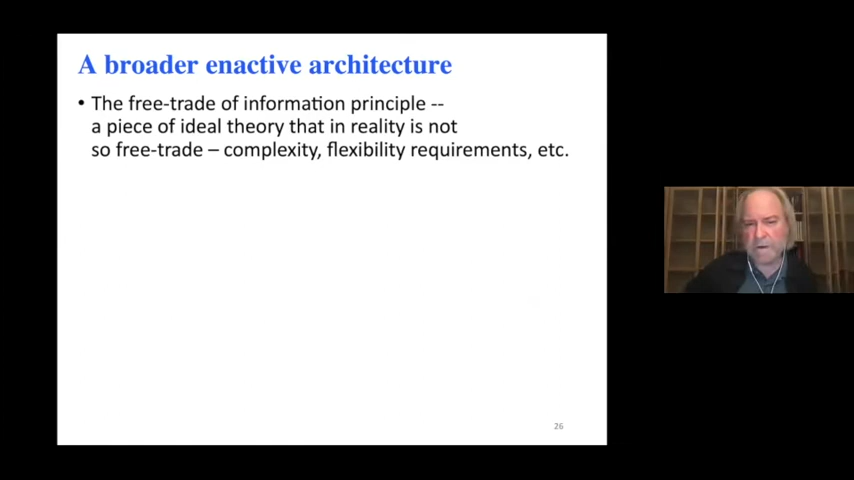 A broader enactive architecture
• The free-trade of information principle --
a piece of ideal theory that in reality is not
so free-trade – complexity, flexibility requirements, etc.
26